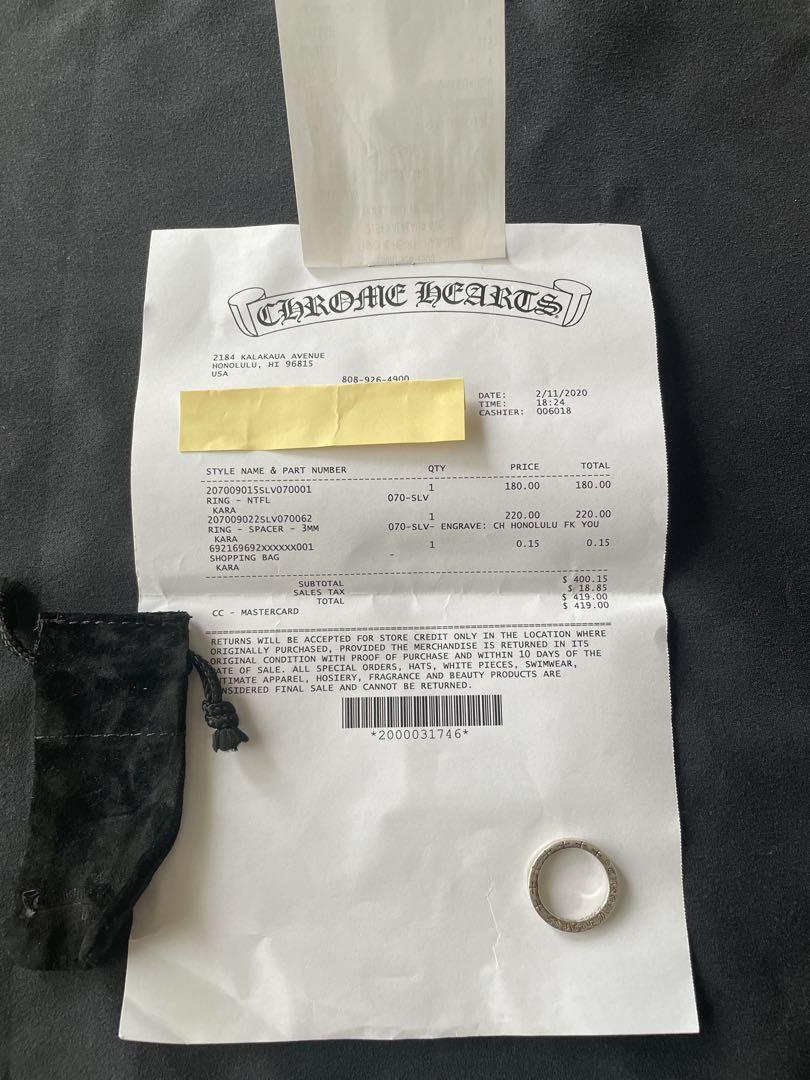 CHROME HEARTS®
2184 KALAKAUA AVENUE
HONOLULU, HI 96815
USA
808-926-4900
DATE: 2/11/2020
TIME: 18:24
CASHIER: 006018
STYLE NAME & PART NUMBER QTY PRICE TOTAL
207009015SLV070001 1 180.00 180.00
RING - NTFL 070-SLV
KARA
207009022SLV070062 1 220.00 220.00
RING - SPACER - 3MM 070-SLV- ENGRAVE: CH HONOLULU FK YOU
KARA
692169692XXXXXX001 1 0.15 0.15
SHOPPING BAG -
KARA
SUBTOTAL $ 400.15
SALES TAX $ 18.85
TOTAL $ 419.00
CC - MASTERCARD $ 419.00
RETURNS WILL BE ACCEPTED FOR STORE CREDIT ONLY IN THE LOCATION WHERE
ORIGINALLY PURCHASED, PROVIDED THE MERCHANDISE IS RETURNED IN ITS
ORIGINAL CONDITION WITH PROOF OF PURCHASE AND WITHIN 10 DAYS OF THE
ATE OF SALE. ALL SPECIAL ORDERS, HATS, WHITE PIECES, SWIMWEAR,
TIMATE APPAREL, HOSIERY, FRAGRANCE AND BEAUTY PRODUCTS ARE
NSIDERED FINAL SALE AND CANNOT BE RETURNED.
*2000031746*